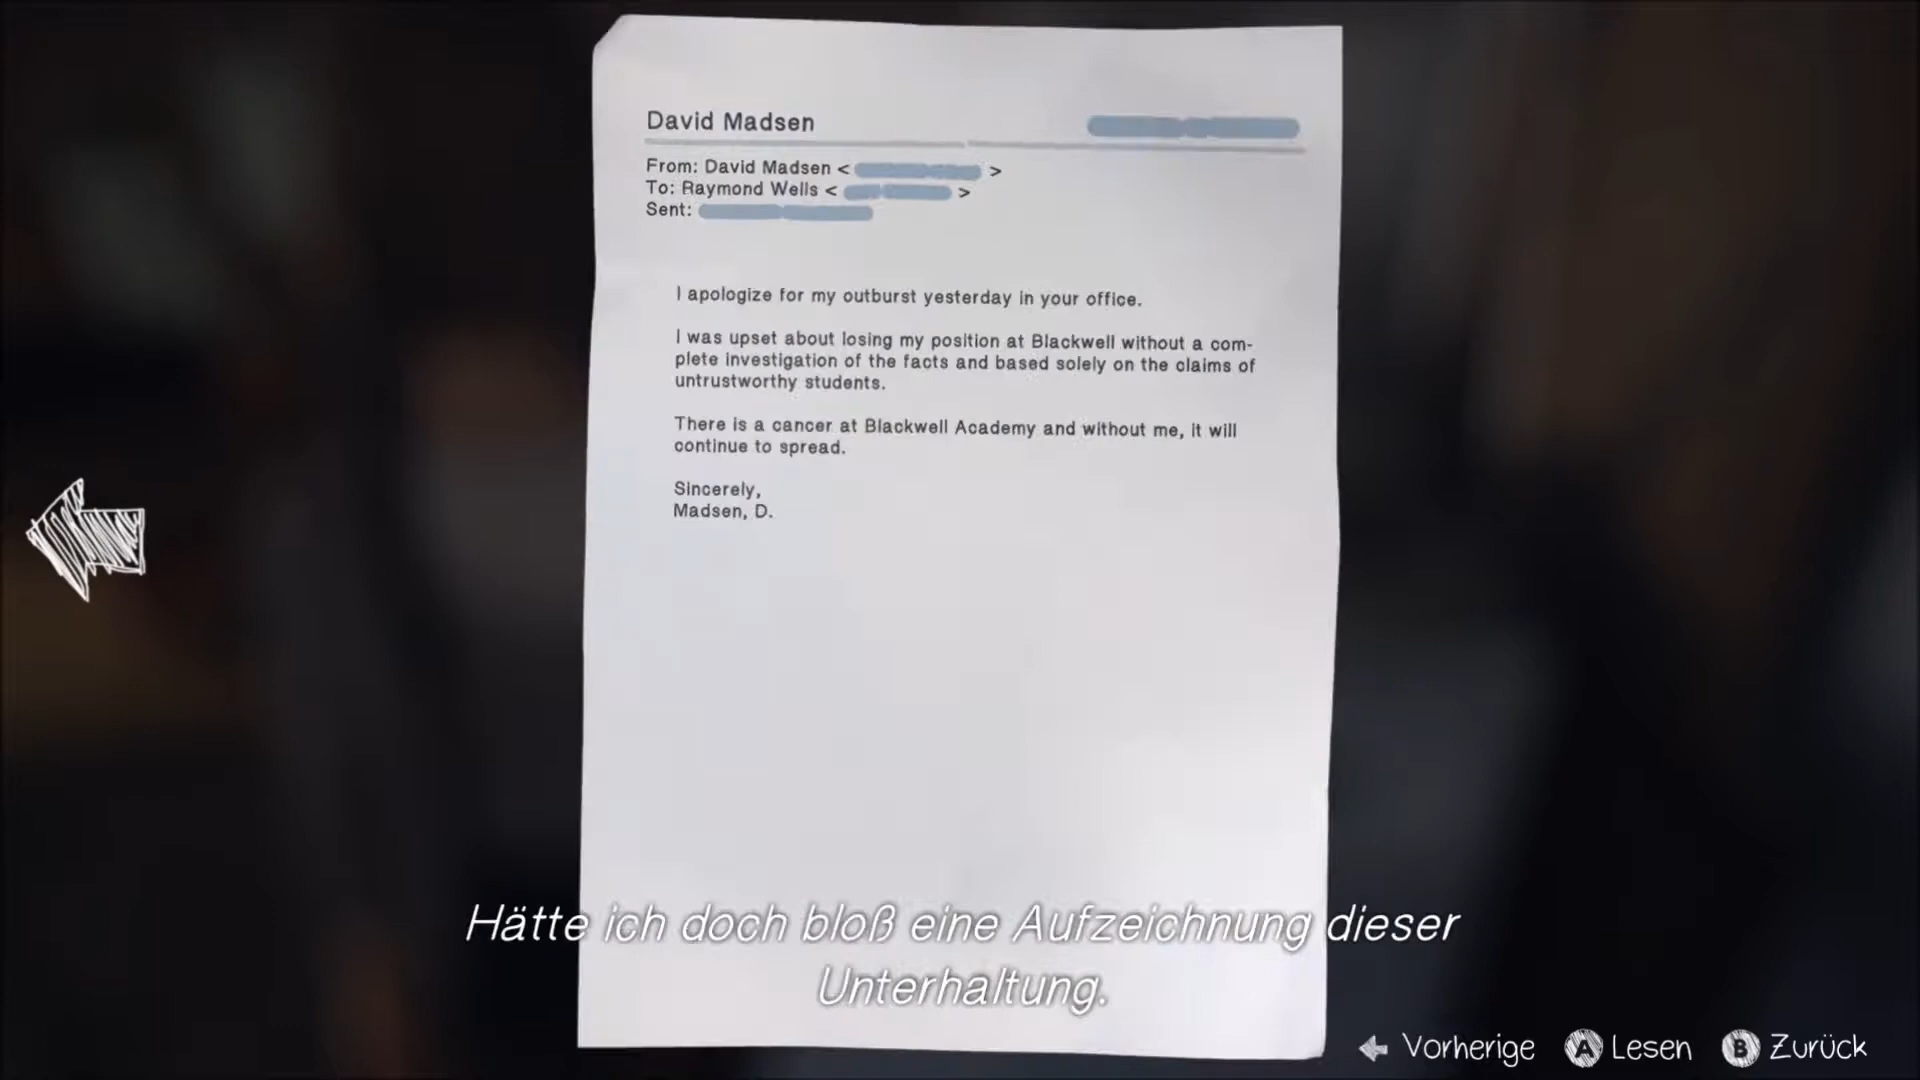 David Madsen
From: David Madsen < >
To: Raymond Wells < >
Sent:
I apologize for my outburst yesterday in your office.
I was upset about losing my position at Blackwell without a com-
plete investigation of the facts and based solely on the claims of
untrustworthy students.
There is a cancer at Blackwell Academy and without me, it will
continue to spread.
Sincerely,
Madsen, D.
Hätte ich doch bloß eine Aufzeichnung dieser
Unterhaltung.
Vorherige A Lesen B Zurück